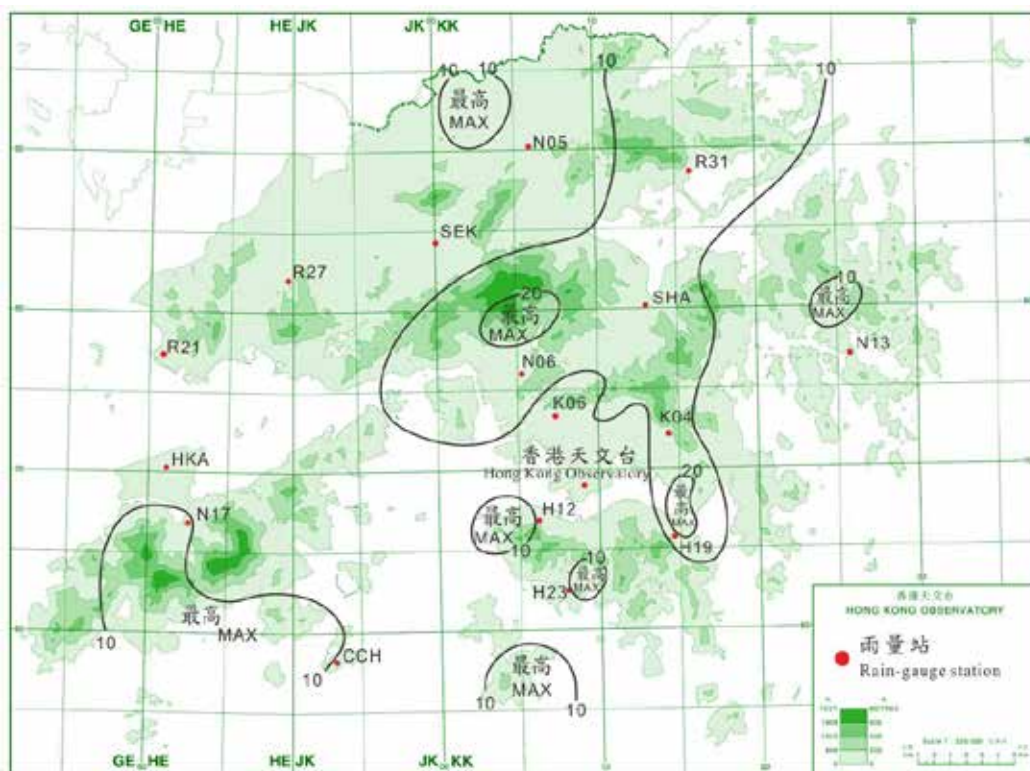 GE HE
HE JK
JK KK
10
10
10
10
最高
MAX
N05
R31
SEK
R27
10
20
最高
MAX
SHA
最高
MAX
R21
N13
N06
K06
K04
香港天文台
Hong Kong Observatory
HKA
20
最高
MAX
N17
最高
MAX
10
H12
H19
10
最高
MAX
H23
最高
MAX
10
CCH
10
最高
MAX
10
10
香港天文台
HONG KONG OBSERVATORY
雨量站
Rain-gauge station
GE HE
HE JK
JK KK